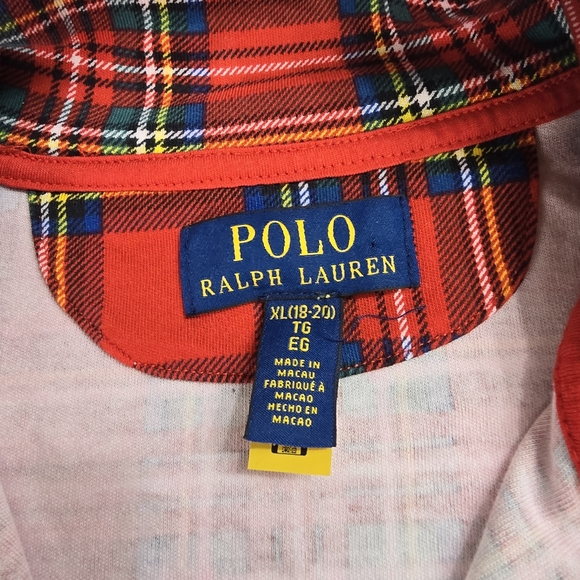 POLO
RALPH LAUREN
XL(18-20)
TG
EG
MADE IN
MACAU
FABRIQUÉ À
MACAO
HECHO EN
MACAO